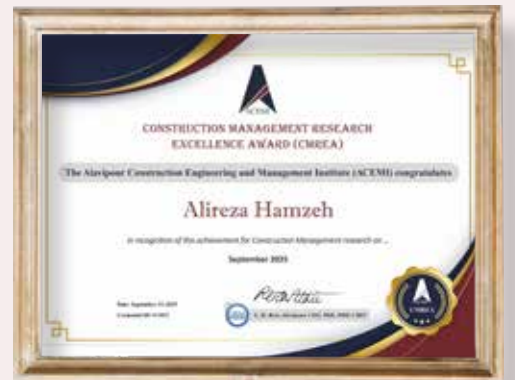 ACEMI
CONSTRUCTION MANAGEMENT RESEARCH
EXCELLENCE AWARD (CMREA)
The Alavipour Construction Engineering and Management Institute (ACEMI) congratulates
Alireza Hamzeh
in recognition of this achievement for Construction Management research on ...
September 2025
CMREA